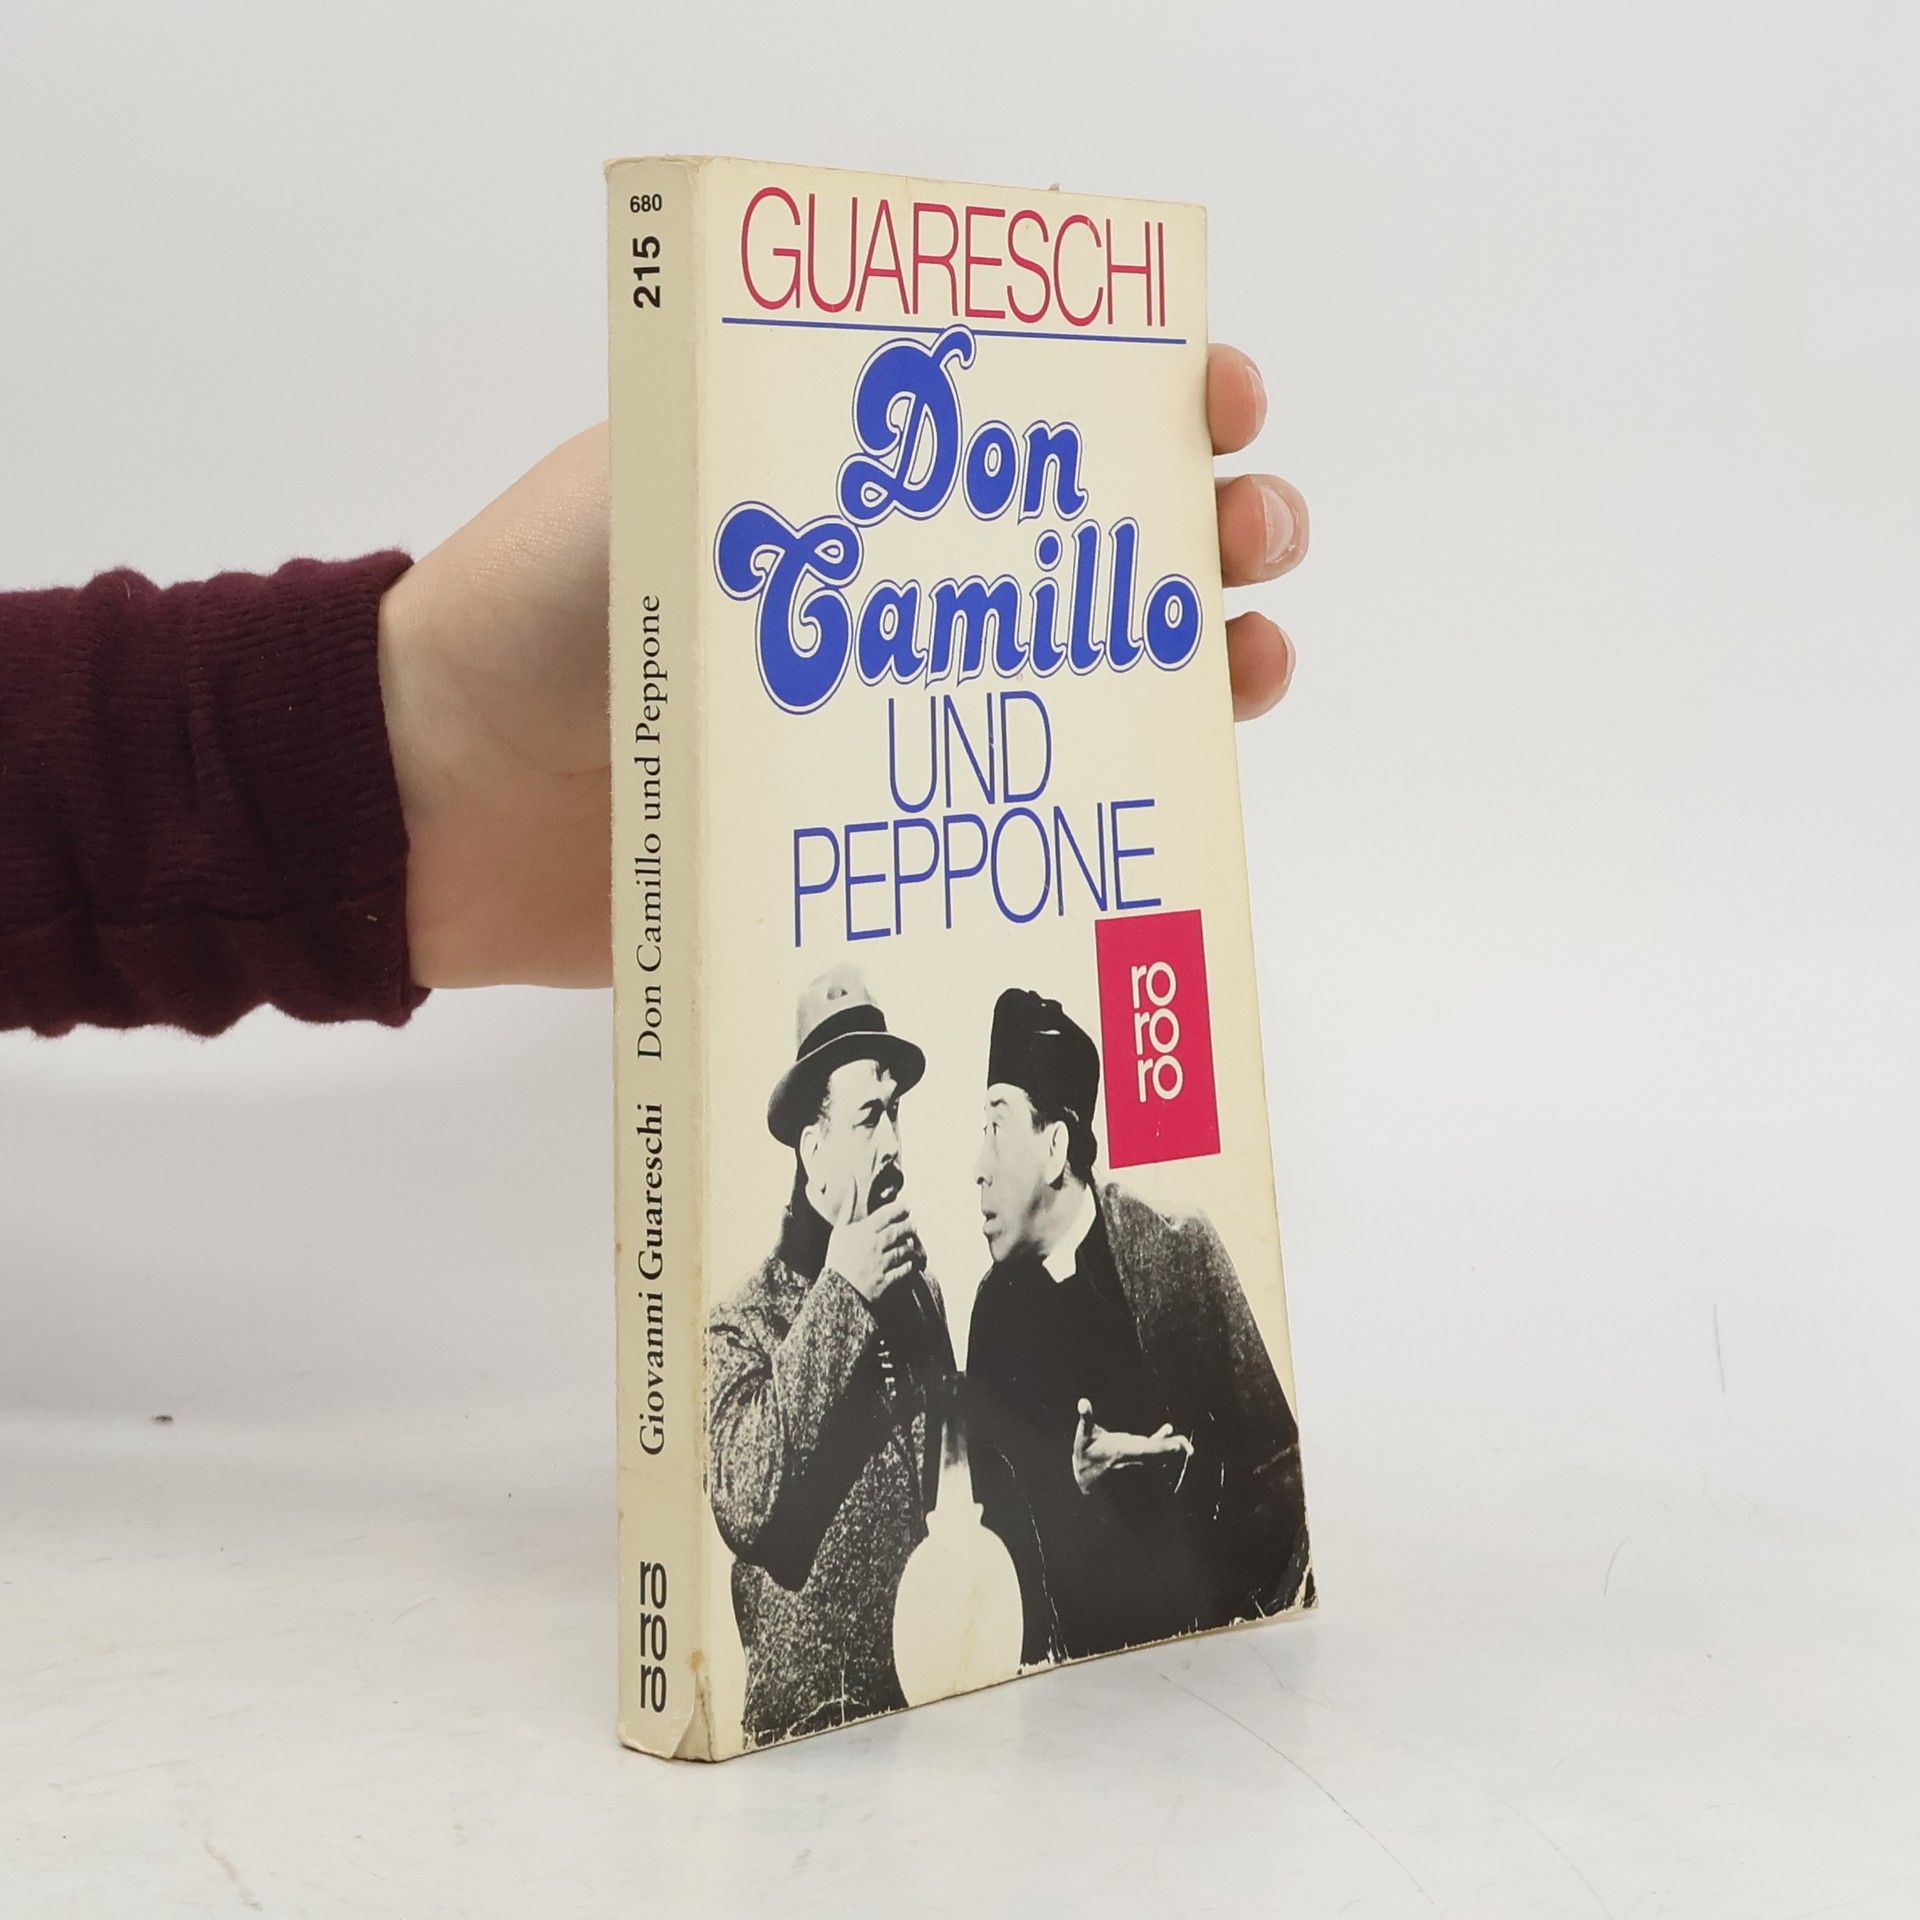 680
215
Giovanni Guareschi Don Camillo und Peppone
ro
ro
ro
GUARESCHI
Don
Camillo
UND
PEPPONE
ro
ro
ro